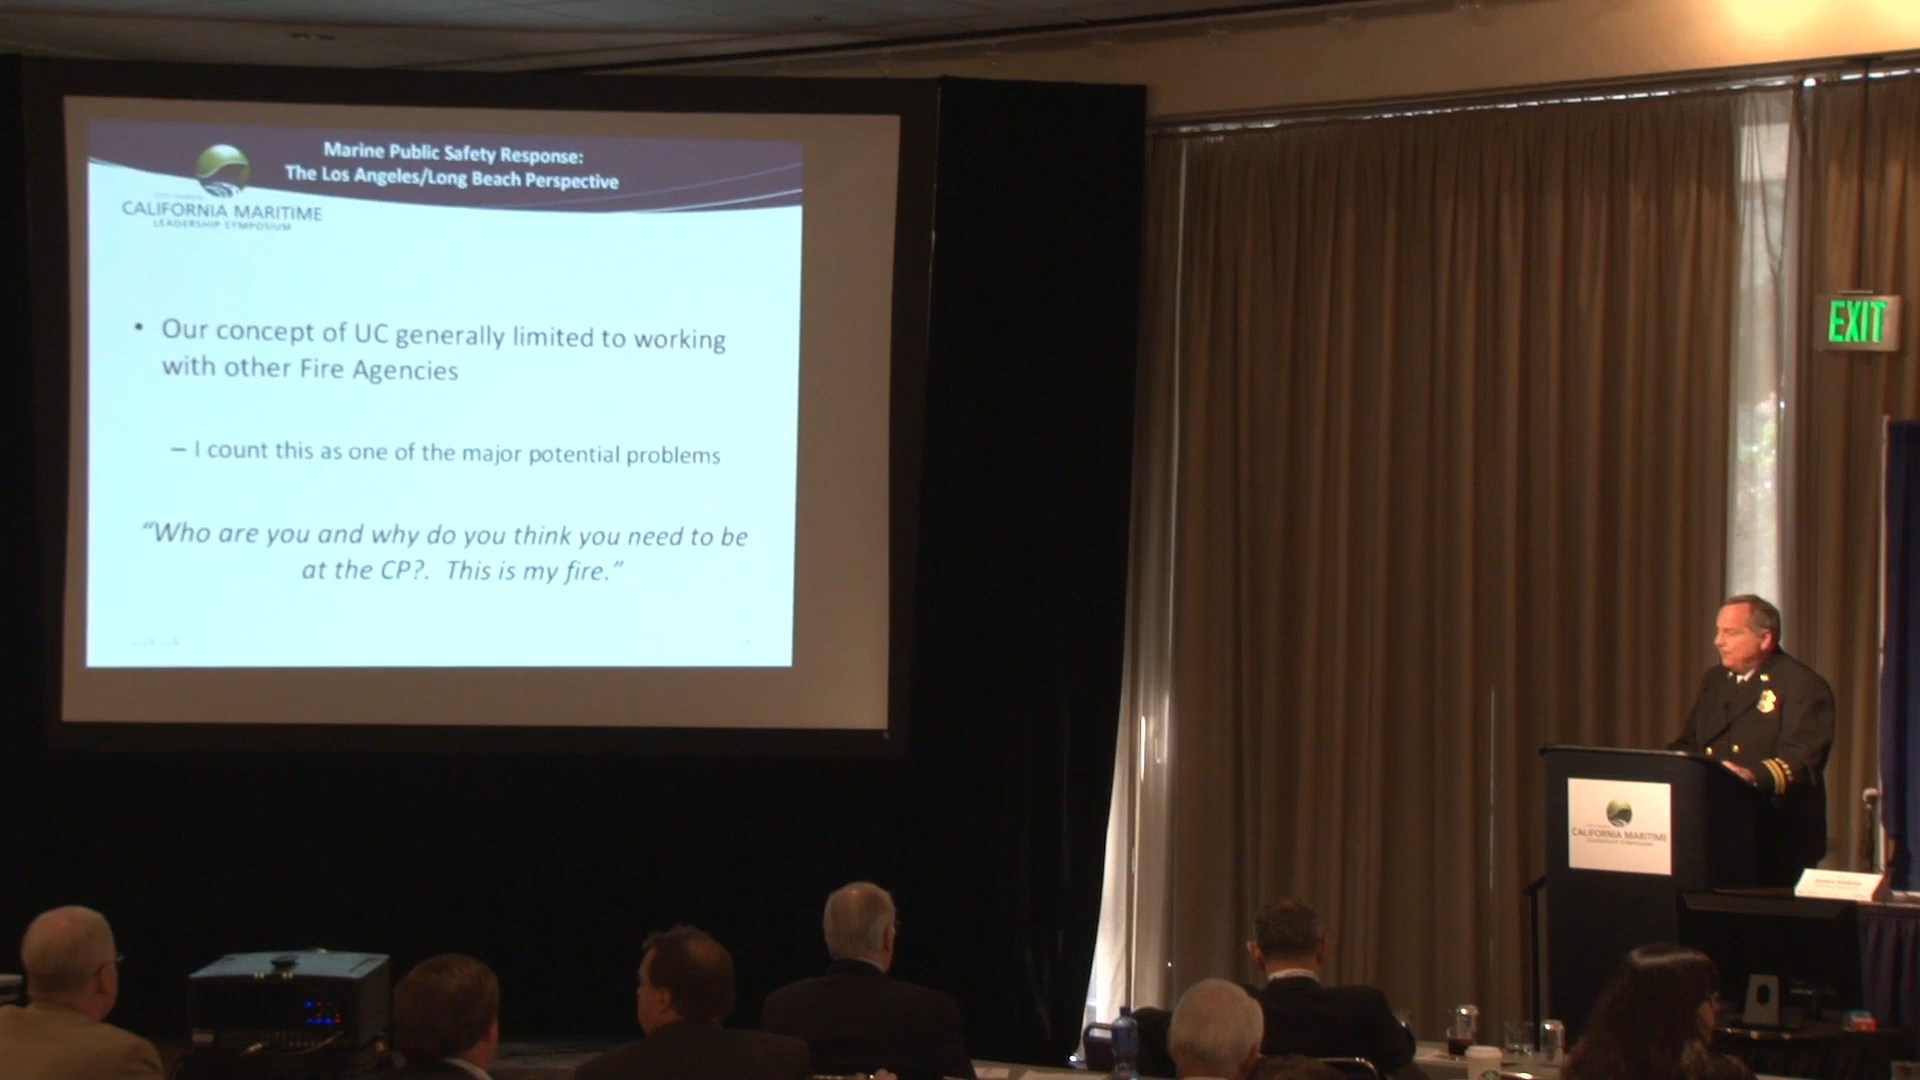 Marine Public Safety Response:
The Los Angeles/Long Beach Perspective
CALIFORNIA MARITIME
LEADERSHIP SYMPOSIUM
• Our concept of UC generally limited to working
with other Fire Agencies
– I count this as one of the major potential problems
“Who are you and why do you think you need to be
at the CP?.  This is my fire.”
EXIT
CALIFORNIA MARITIME
LEADERSHIP SYMPOSIUM